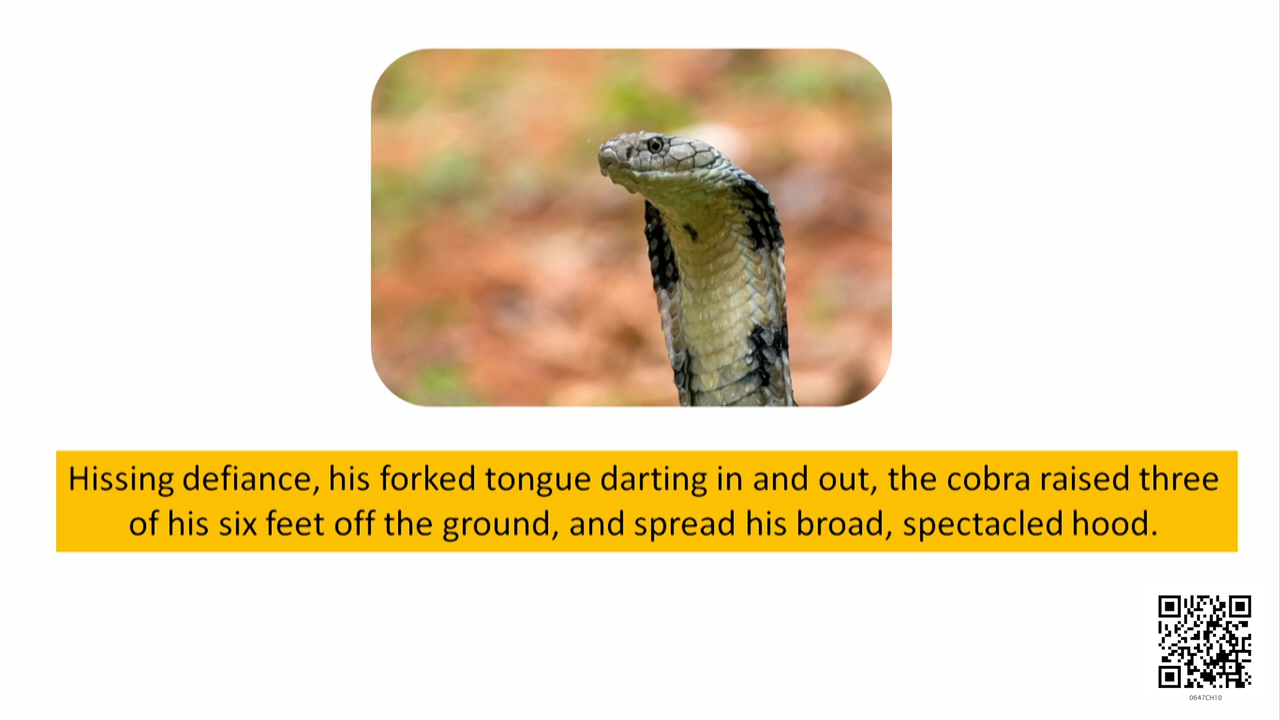 Hissing defiance, his forked tongue darting in and out, the cobra raised three
of his six feet off the ground, and spread his broad, spectacled hood.
0647CH10